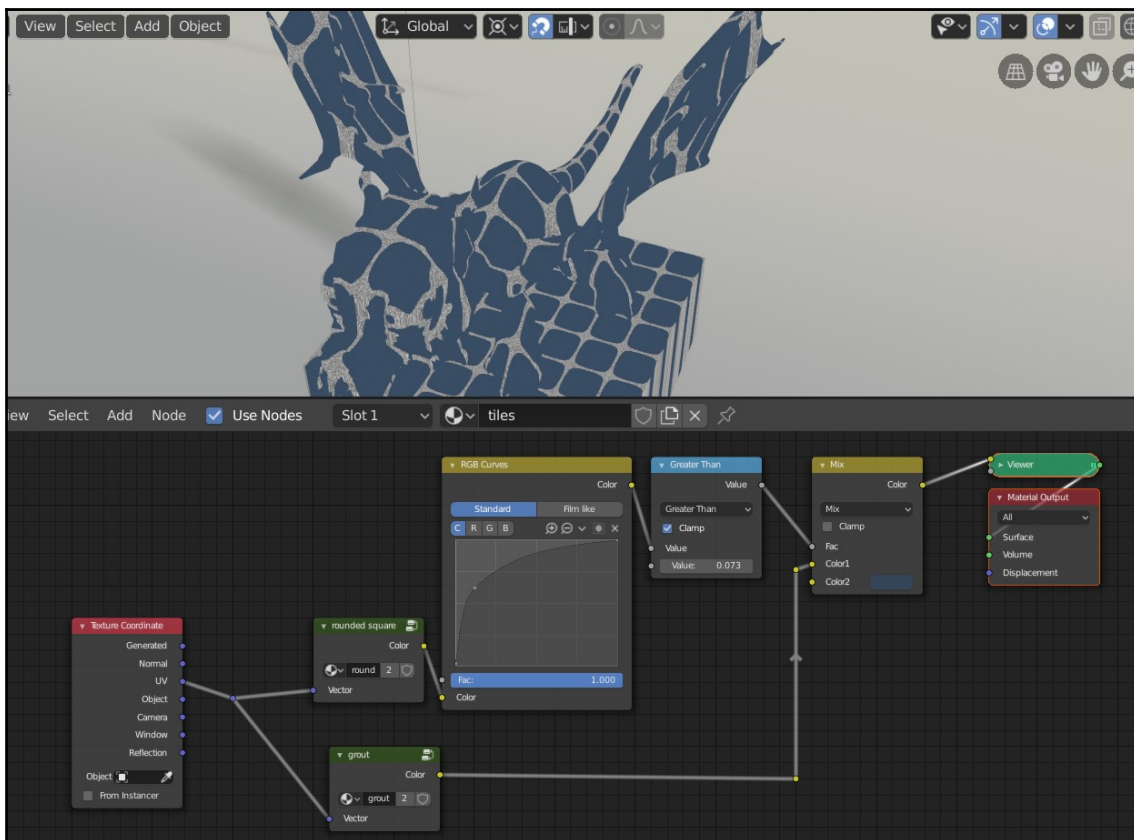 View Select Add Object Global
iew Select Add Node Use Nodes Slot 1 tiles
RGB Curves
Color
Standard Film like
C R G B
Fac: 1.000
Color
Greater Than
Value
Greater Than
Clamp
Value
Value: 0.073
Mix
Color
Mix
Clamp
Fac
Color1
Color2
Viewer
Material Output
All
Surface
Volume
Displacement
Texture Coordinate
Generated
Normal
UV
Object
Camera
Window
Reflection
Object
From Instancer
rounded square
Color
round 2
Vector
grout
Color
grout 2
Vector